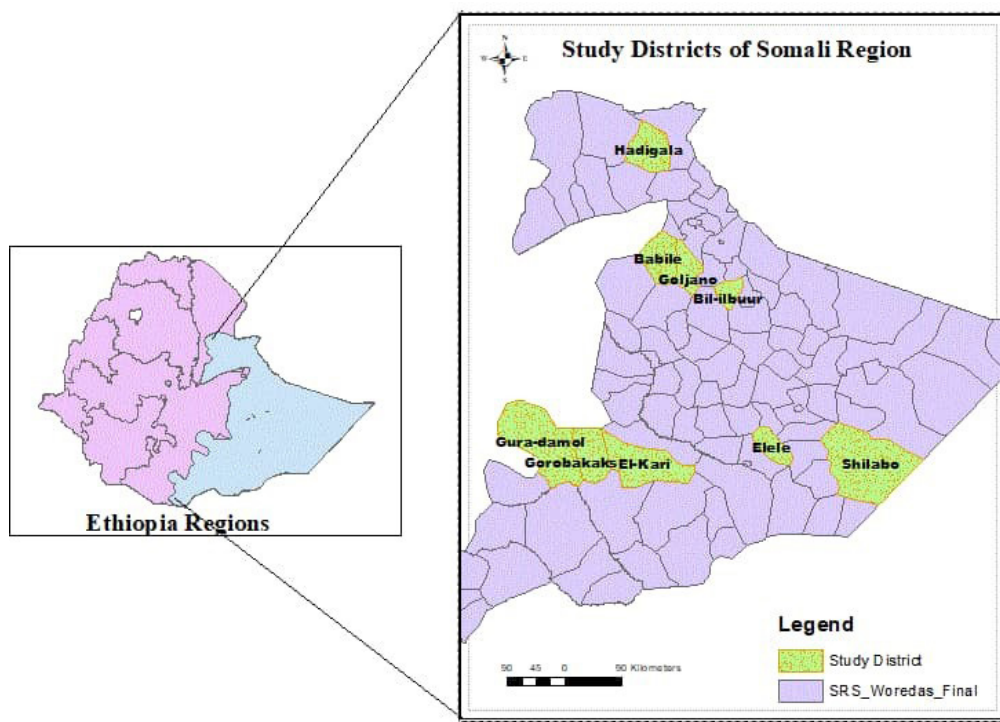 Study Districts of Somali Region
N
W E
S
Hadigala
Babile
Goljano
Bil-ilbuur
Gura-damol
Gorobakaks
El-Kari
Elele
Shilabo
Ethiopia Regions
Legend
Study District
SRS_Woredas_Final
90 45 0 90 Kilometers